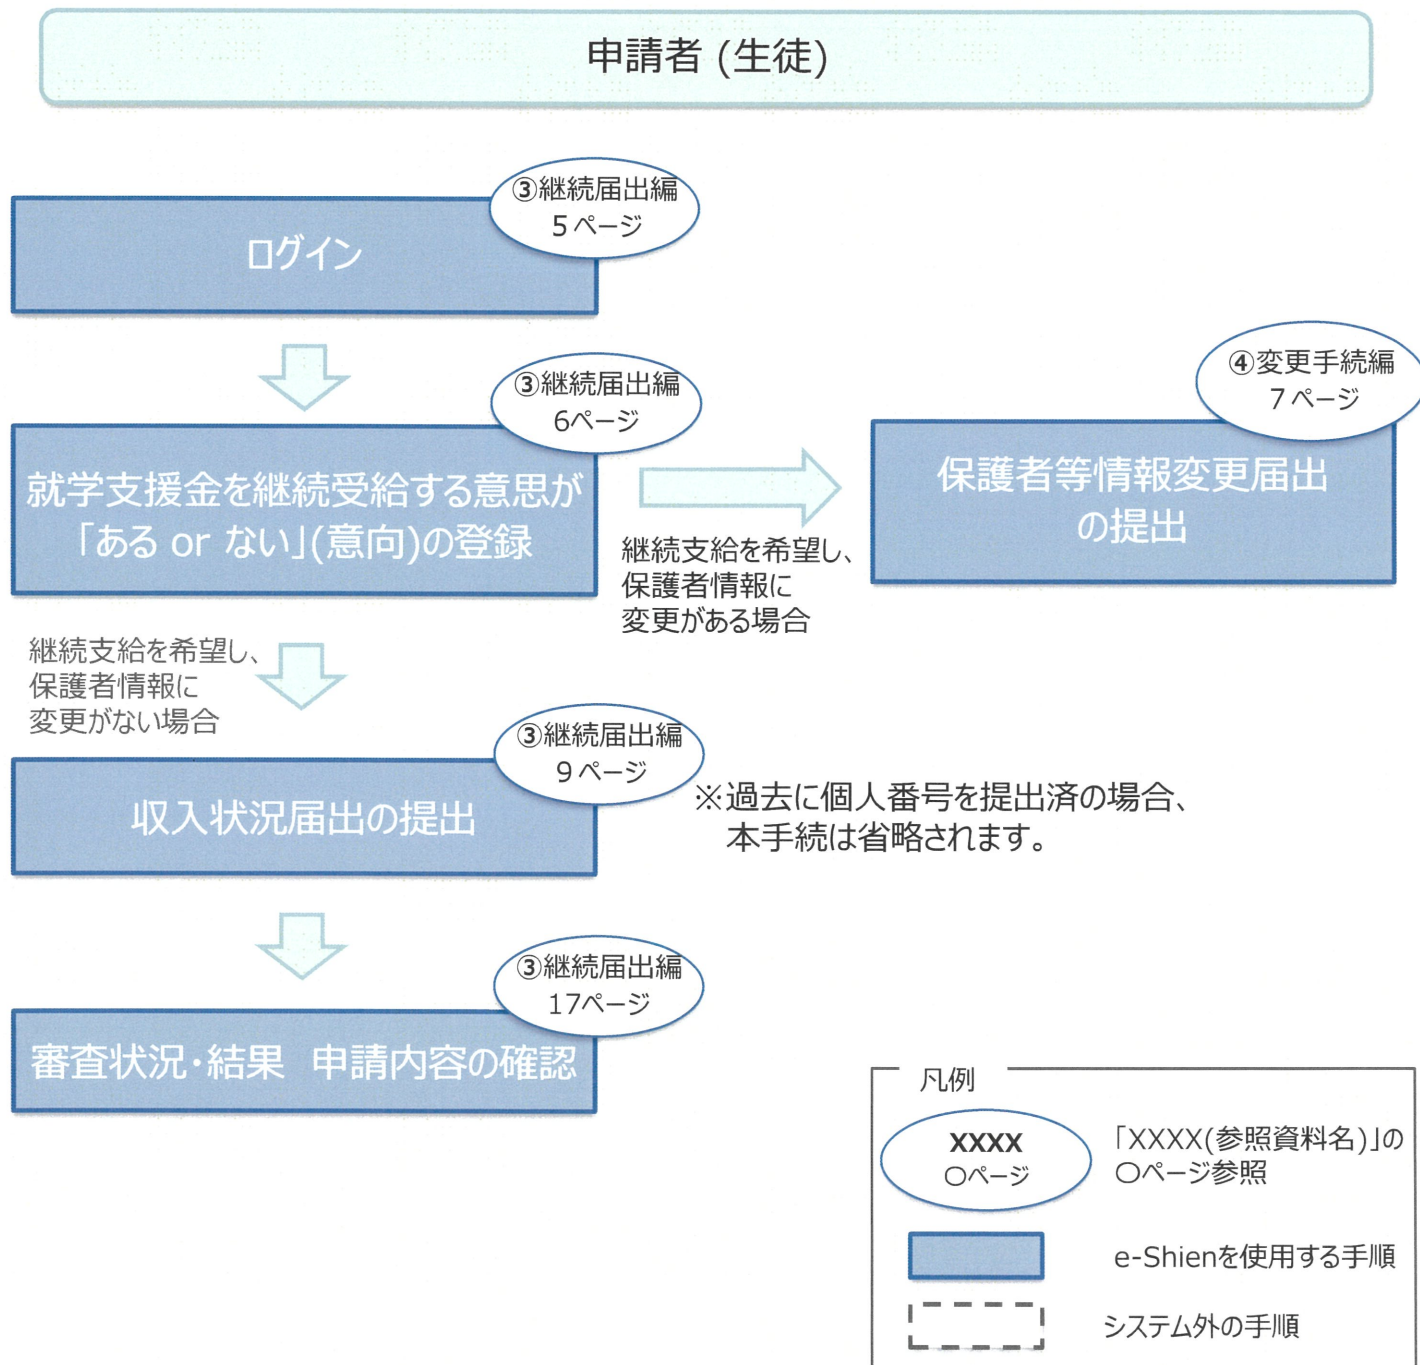 申請者 (生徒)
③継続届出編
5 ページ
ログイン
③継続届出編
6ページ
就学支援金を継続受給する意思が
「ある or ない」(意向)の登録
継続支給を希望し、
保護者情報に
変更がある場合
④変更手続編
7 ページ
保護者等情報変更届出
の提出
継続支給を希望し、
保護者情報に
変更がない場合
③継続届出編
9 ページ
収入状況届出の提出
※過去に個人番号を提出済の場合、
本手続は省略されます。
③継続届出編
17ページ
審査状況・結果　申請内容の確認
凡例
XXXX
〇ページ
「XXXX(参照資料名)」の
〇ページ参照
e-Shienを使用する手順
システム外の手順